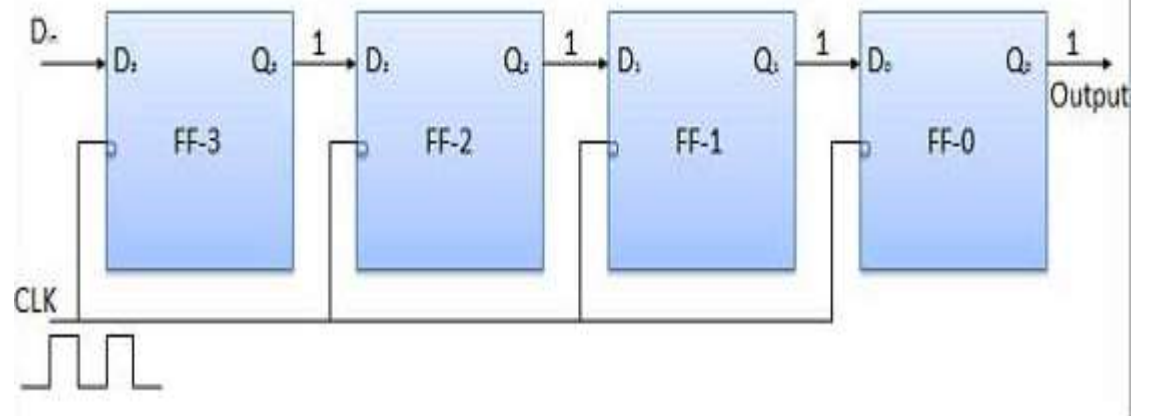 D₃ Q₃ 1 D₂ Q₂ 1 D₁ Q₁ 1 D₀ Q₀ 1
Output
FF-3 FF-2 FF-1 FF-0
CLK